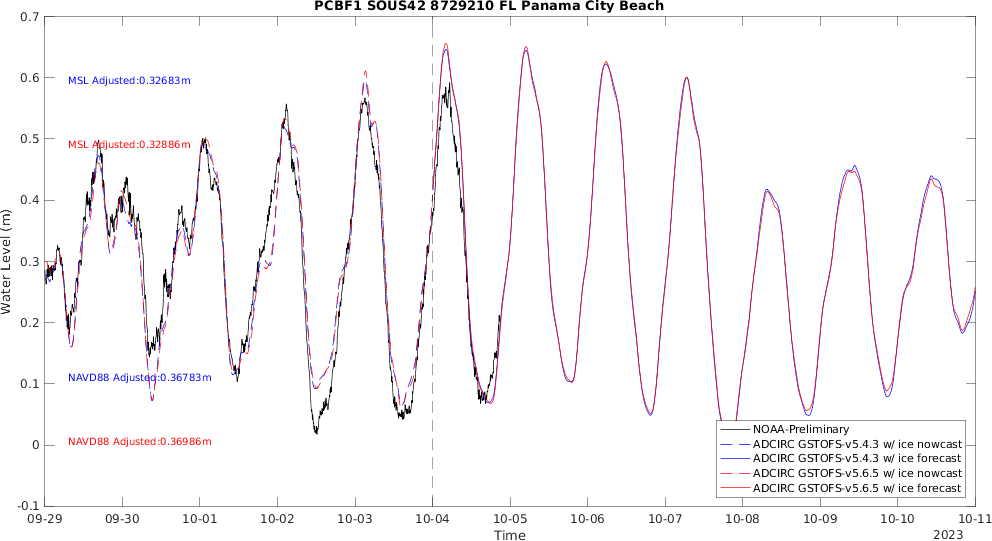 PCBF1 SOUS42 8729210 FL Panama City Beach
0.7
0.6
0.5
0.4
0.3
0.2
0.1
0
-0.1
Water Level (m)
MSL Adjusted:0.32683m
MSL Adjusted:0.32886m
NAVD88 Adjusted:0.36783m
NAVD88 Adjusted:0.36986m
NOAA-Preliminary
ADCIRC GSTOFS-v5.4.3 w/ ice nowcast
ADCIRC GSTOFS-v5.4.3 w/ ice forecast
ADCIRC GSTOFS-v5.6.5 w/ ice nowcast
ADCIRC GSTOFS-v5.6.5 w/ ice forecast
09-29 09-30 10-01 10-02 10-03 10-04 10-05 10-06 10-07 10-08 10-09 10-10 10-11
Time
2023